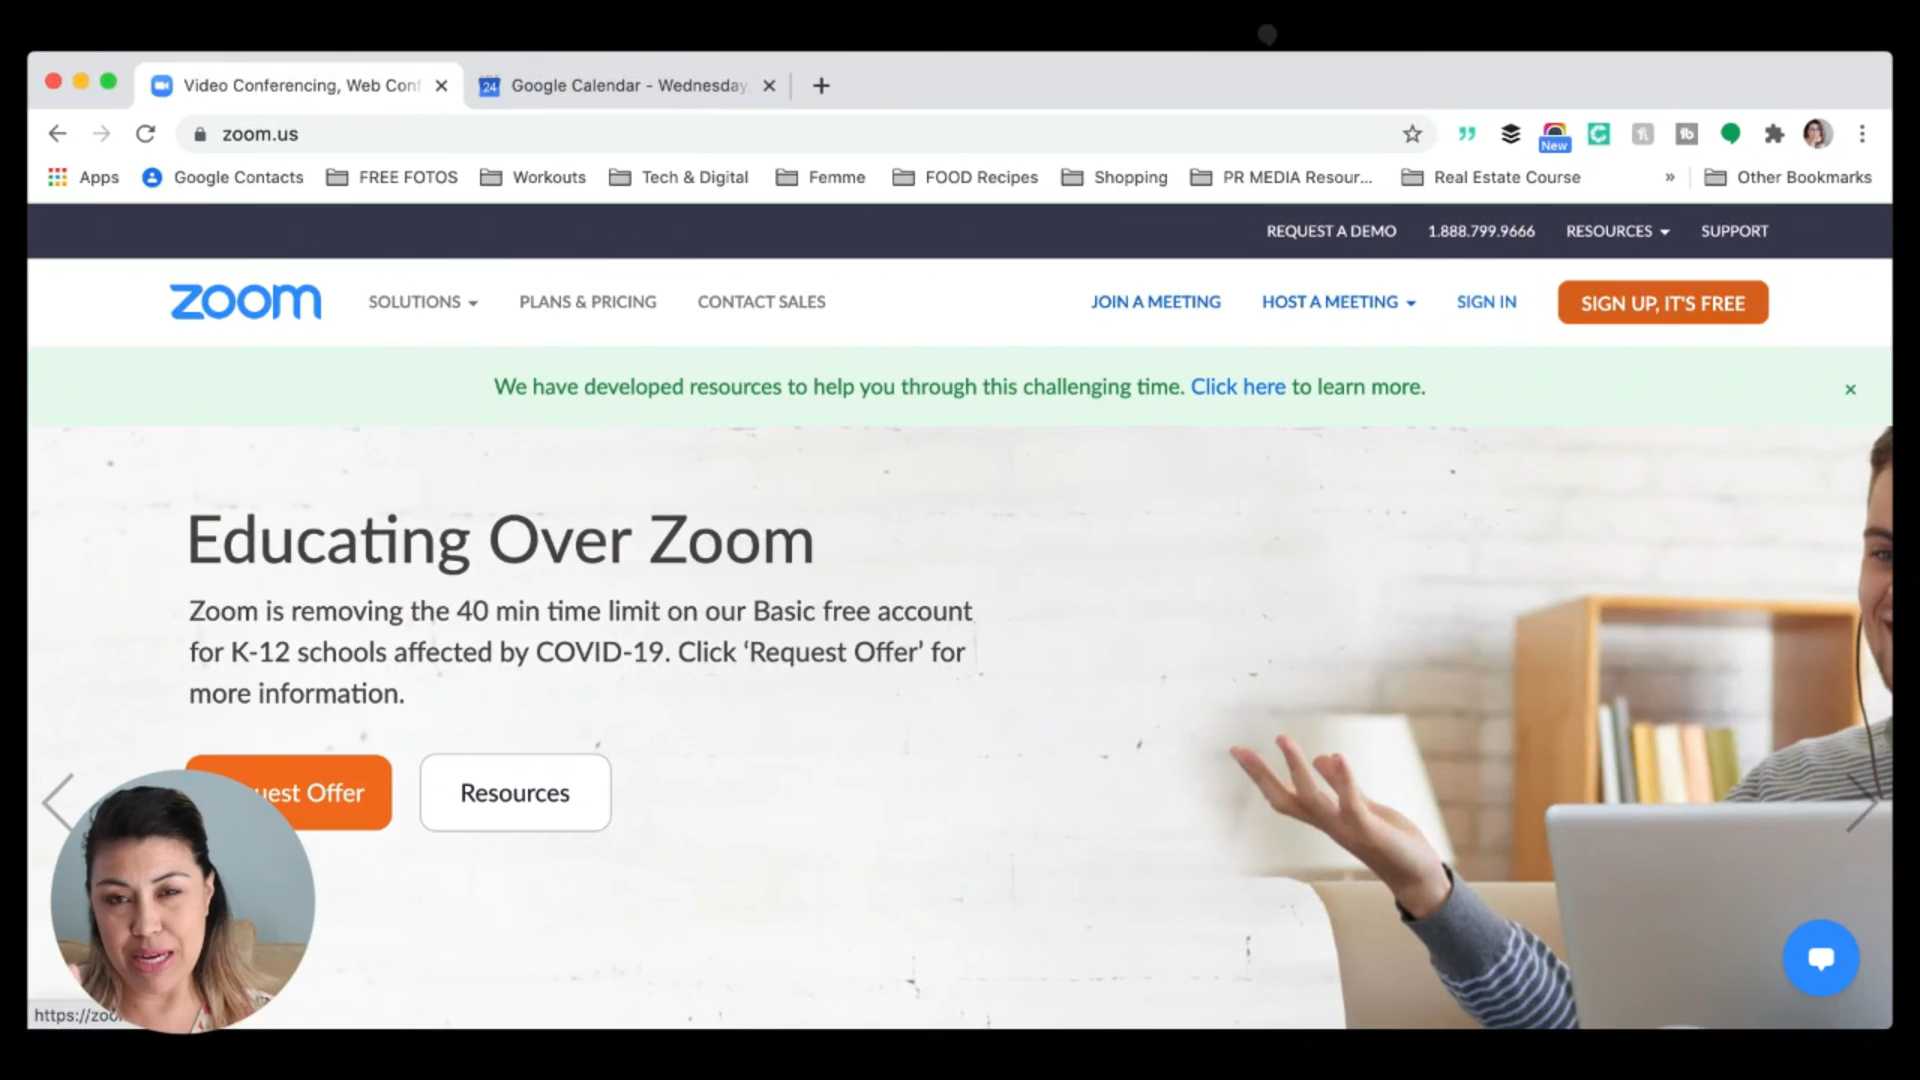 Video Conferencing, Web Conf
24
Google Calendar - Wednesday,
zoom.us
New
Apps
Google Contacts
FREE FOTOS
Workouts
Tech & Digital
Femme
FOOD Recipes
Shopping
PR MEDIA Resour...
Real Estate Course
»
Other Bookmarks
REQUEST A DEMO
1.888.799.9666
RESOURCES
SUPPORT
zoom
SOLUTIONS
PLANS & PRICING
CONTACT SALES
JOIN A MEETING
HOST A MEETING
SIGN IN
SIGN UP, IT'S FREE
We have developed resources to help you through this challenging time. Click here to learn more.
Educating Over Zoom
Zoom is removing the 40 min time limit on our Basic free account
for K-12 schools affected by COVID-19. Click ‘Request Offer’ for
more information.
uest Offer
Resources
https://zoo